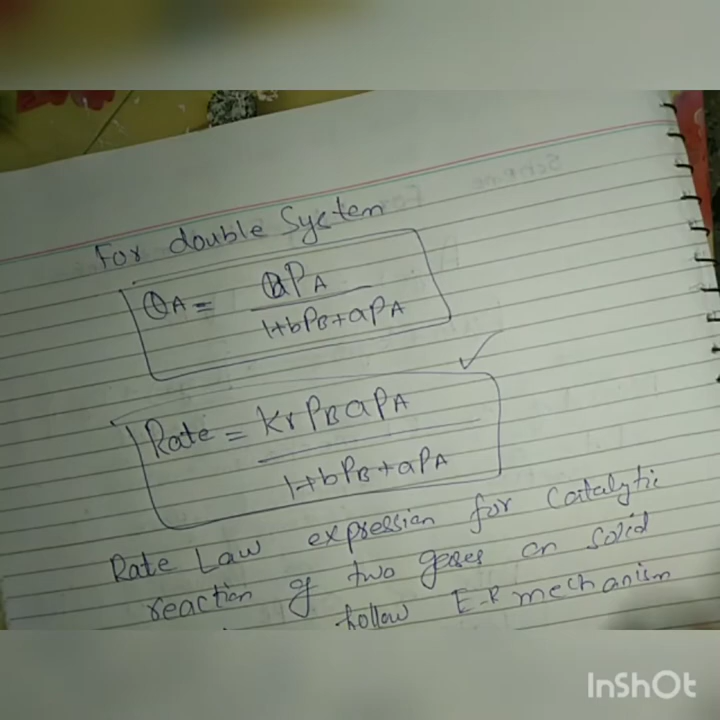 For double System
θA = aPA
1+bPB+aPA
Rate = Kr PB aPA
1+bPB+aPA
Rate Law expression for Catalytic
reaction of two gases on solid
follow E-R mechanism
InShOt